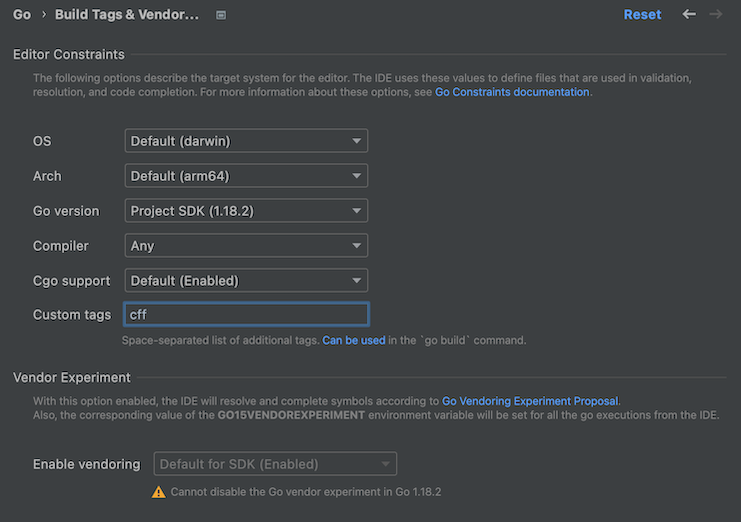 Go › Build Tags & Vendor... Reset
Editor Constraints
The following options describe the target system for the editor. The IDE uses these values to define files that are used in validation,
resolution, and code completion. For more information about these options, see Go Constraints documentation.
OS Default (darwin)
Arch Default (arm64)
Go version Project SDK (1.18.2)
Compiler Any
Cgo support Default (Enabled)
Custom tags cff
Space-separated list of additional tags. Can be used in the `go build` command.
Vendor Experiment
With this option enabled, the IDE will resolve and complete symbols according to Go Vendoring Experiment Proposal.
Also, the corresponding value of the GO15VENDOREXPERIMENT environment variable will be set for all the go executions from the IDE.
Enable vendoring Default for SDK (Enabled)
Cannot disable the Go vendor experiment in Go 1.18.2